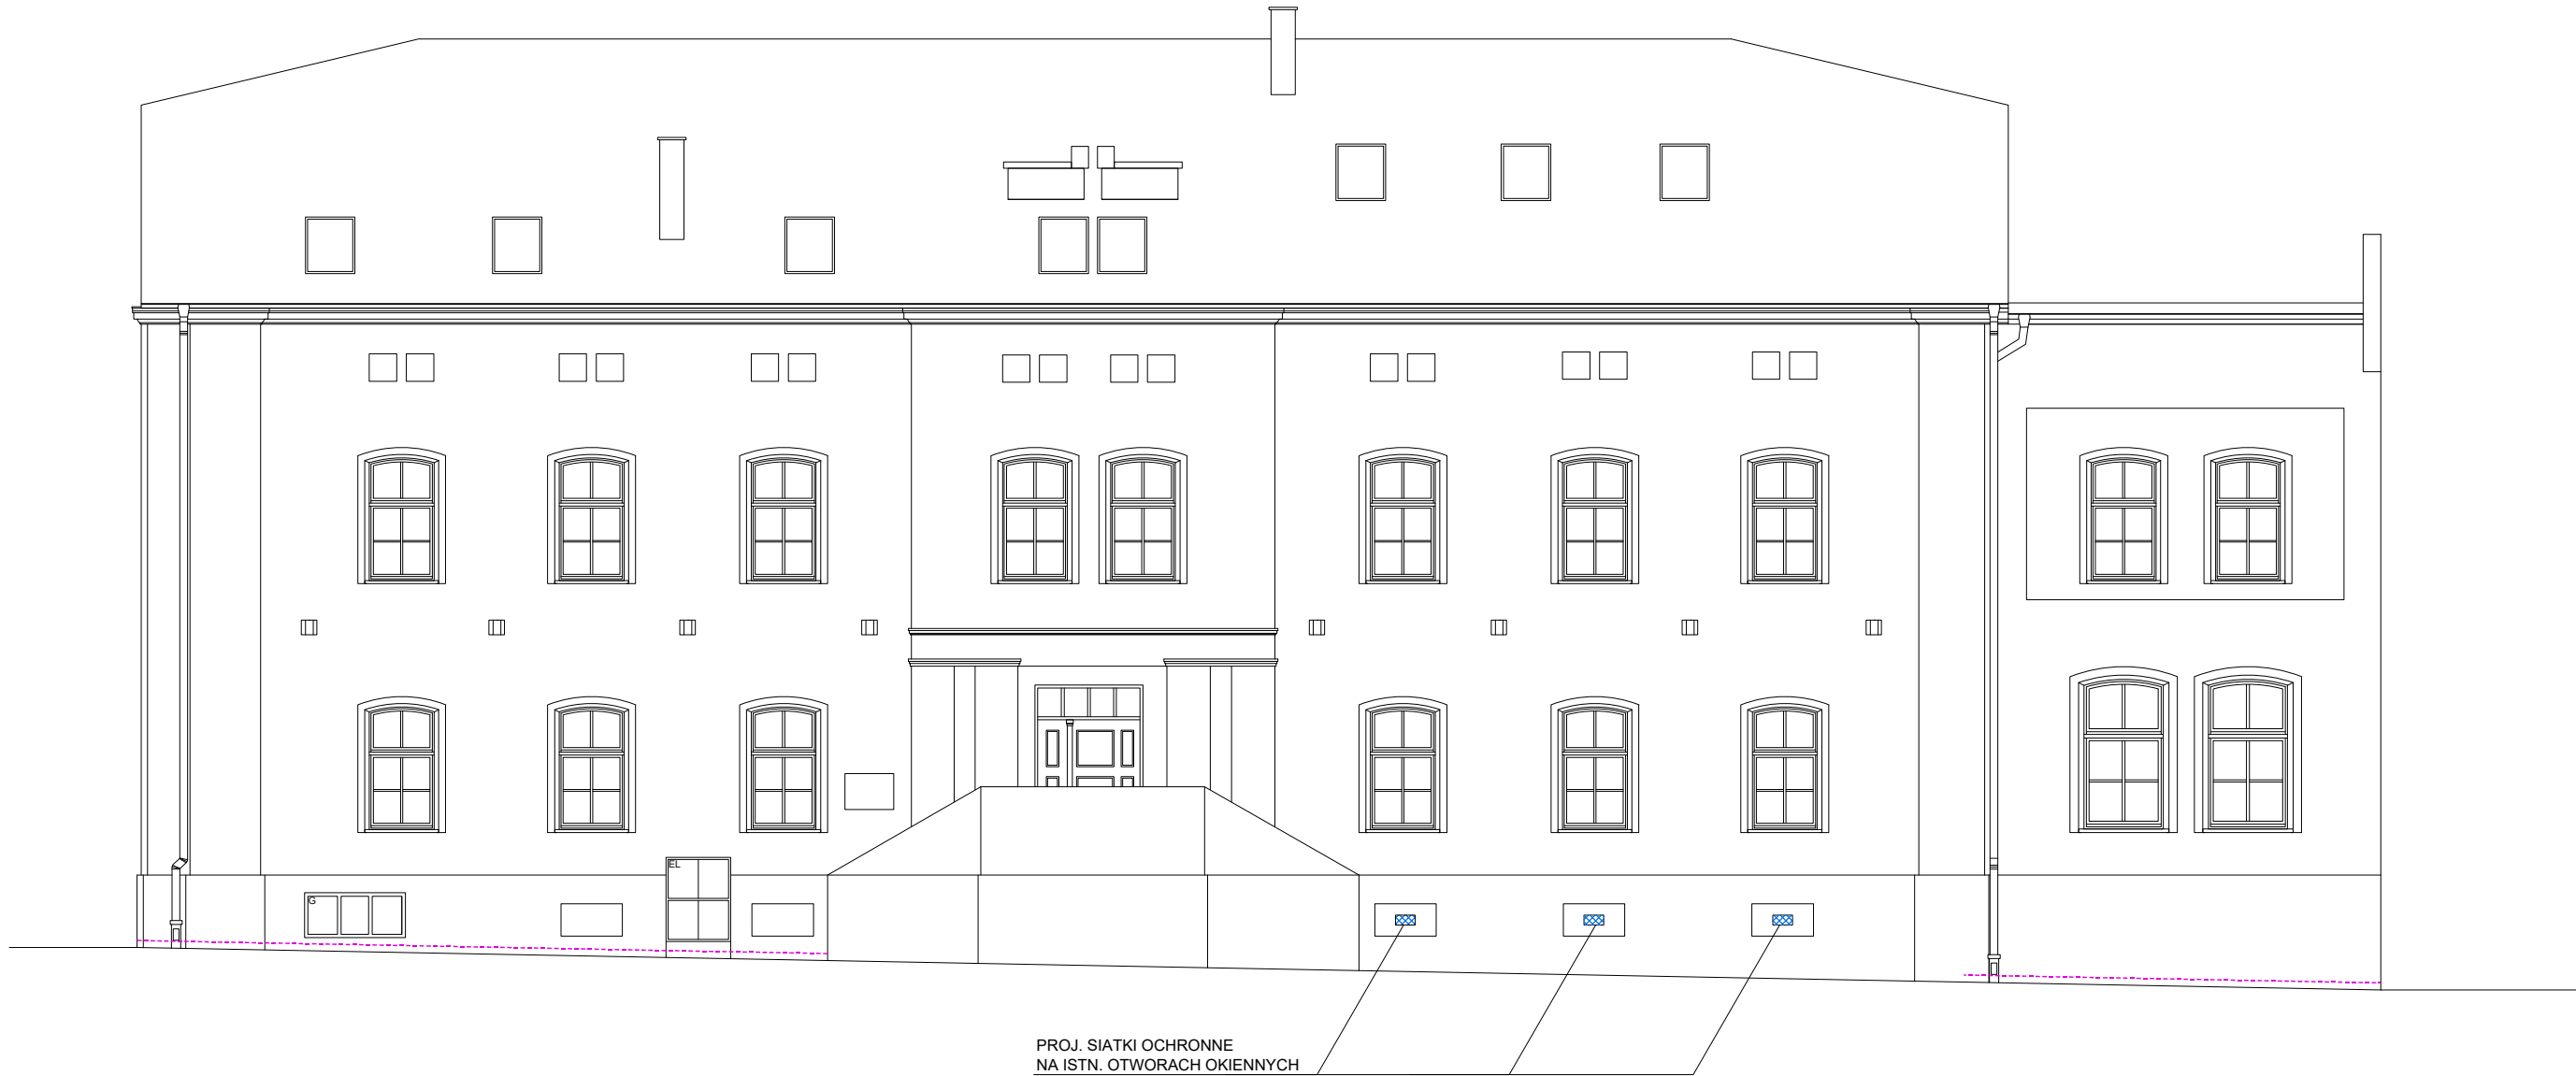 EL
G
PROJ. SIATKI OCHRONNE
NA ISTN. OTWORACH OKIENNYCH